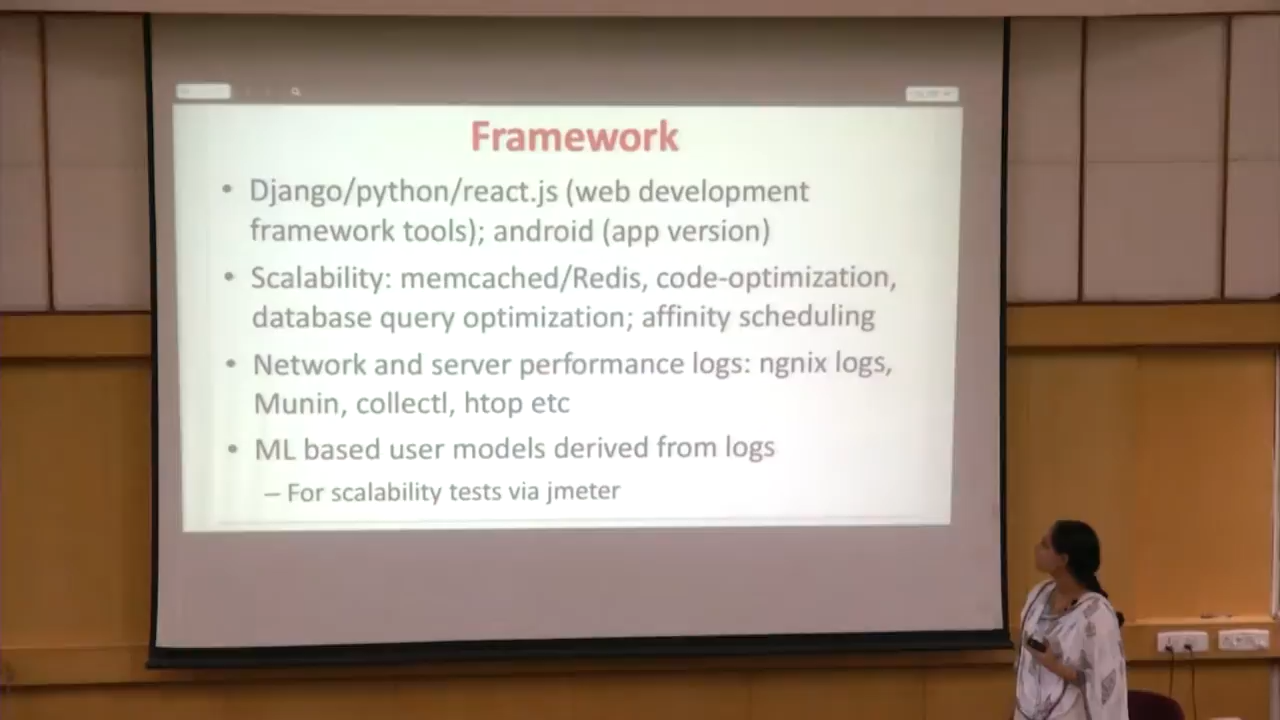 Framework
• Django/python/react.js (web development
framework tools); android (app version)
• Scalability: memcached/Redis, code-optimization,
database query optimization; affinity scheduling
• Network and server performance logs: ngnix logs,
Munin, collectl, htop etc
• ML based user models derived from logs
– For scalability tests via jmeter